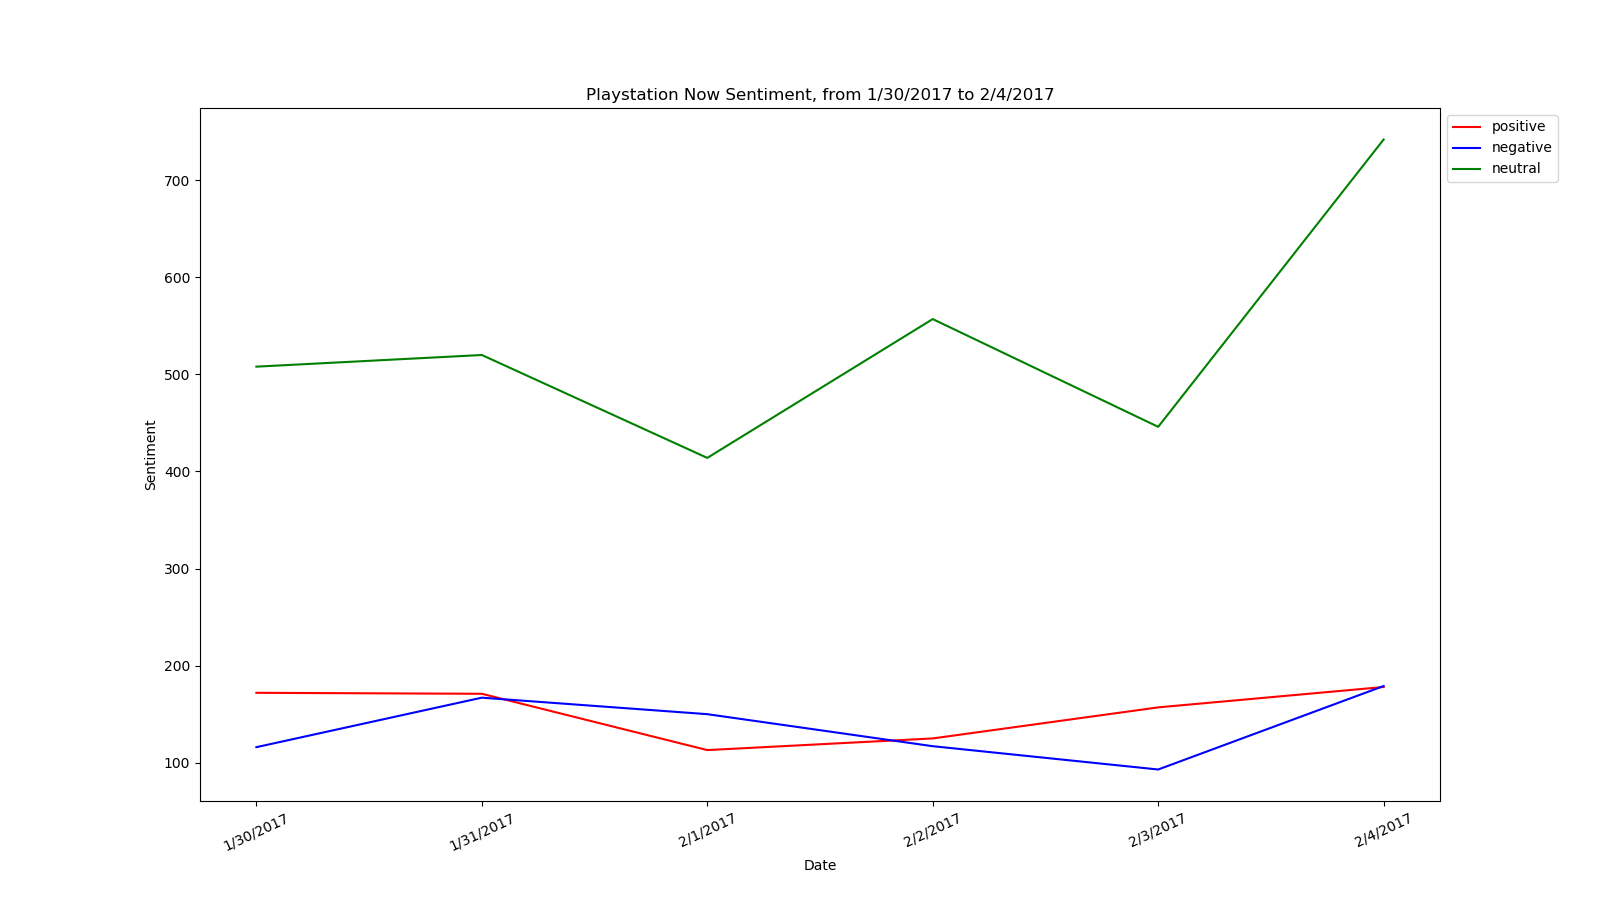 Playstation Now Sentiment, from 1/30/2017 to 2/4/2017
positive
negative
neutral
Sentiment
700
600
500
400
300
200
100
1/30/2017
1/31/2017
2/1/2017
2/2/2017
2/3/2017
2/4/2017
Date